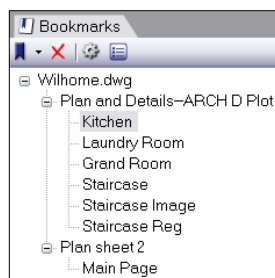 Bookmarks
Wilhome.dwg
Plan and Details–ARCH D Plot
Kitchen
Laundry Room
Grand Room
Staircase
Staircase Image
Staircase Reg
Plan sheet 2
Main Page